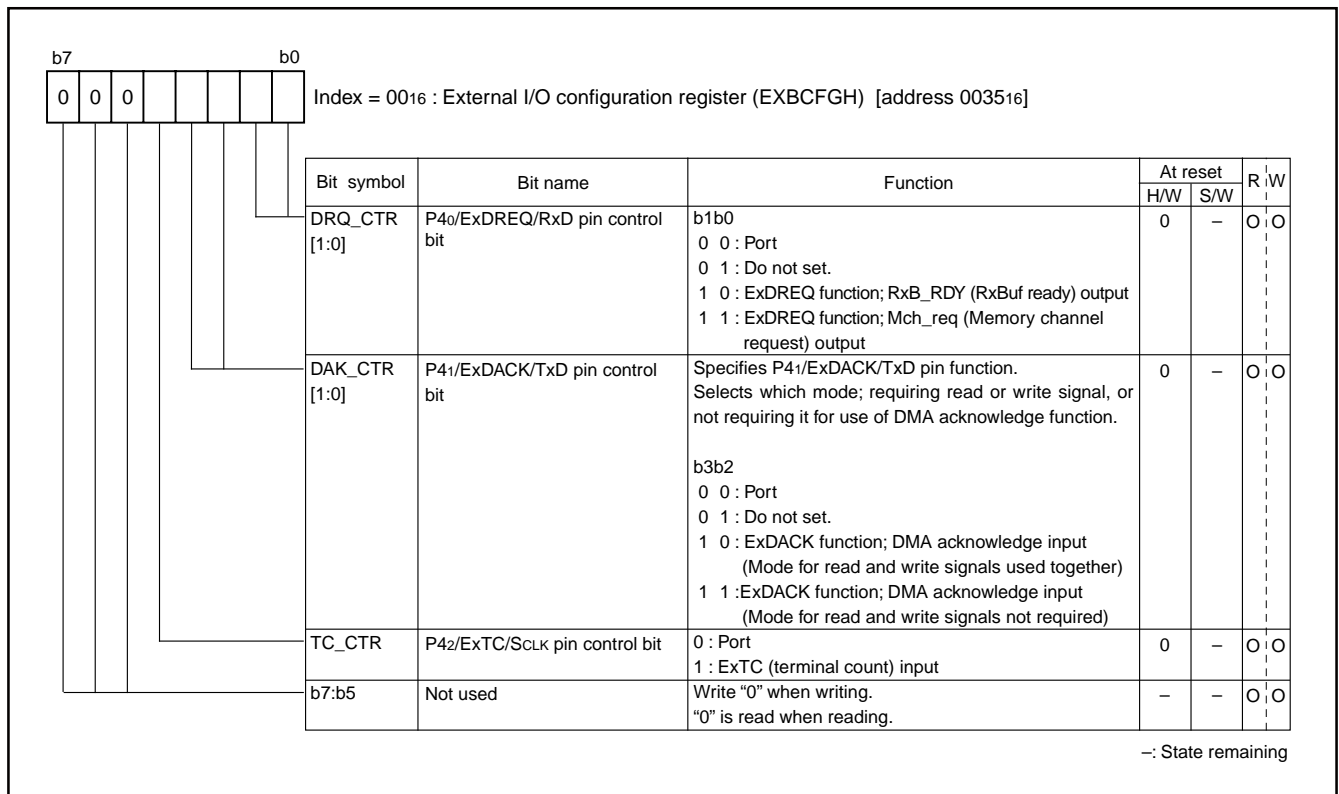 b7 b0
0 0 0 Index = 0016 : External I/O configuration register (EXBCFGH) [address 003516]
Bit symbol Bit name Function At reset R W
H/W S/W
DRQ_CTR P40/ExDREQ/RxD pin control b1b0 0 – O O
[1:0] bit 0 0 : Port
0 1 : Do not set.
1 0 : ExDREQ function; RxB_RDY (RxBuf ready) output
1 1 : ExDREQ function; Mch_req (Memory channel
request) output
DAK_CTR P41/ExDACK/TxD pin control Specifies P41/ExDACK/TxD pin function. 0 – O O
[1:0] bit Selects which mode; requiring read or write signal, or
not requiring it for use of DMA acknowledge function.
b3b2
0 0 : Port
0 1 : Do not set.
1 0 : ExDACK function; DMA acknowledge input
(Mode for read and write signals used together)
1 1 :ExDACK function; DMA acknowledge input
(Mode for read and write signals not required)
TC_CTR P42/ExTC/SCLK pin control bit 0 : Port 0 – O O
1 : ExTC (terminal count) input
b7:b5 Not used Write “0” when writing. – – O O
“0” is read when reading.
–: State remaining